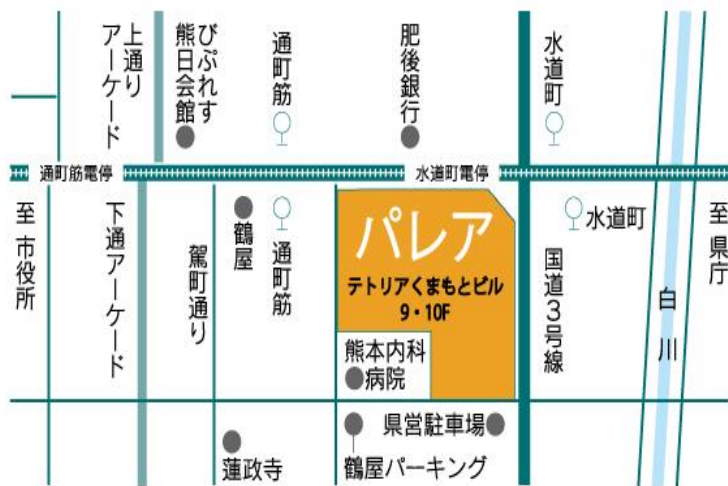 上通り
アーケード
びぷれす
熊日会館
通町筋
肥後銀行
水道町
通町筋電停
水道町電停
至 市役所
下通アーケード
駕町通り
鶴屋
通町筋
パレア
テトリアくまもとビル
9・10F
水道町
国道3号線
白川
至 県庁
熊本内科
病院
県営駐車場
蓮政寺
鶴屋パーキング